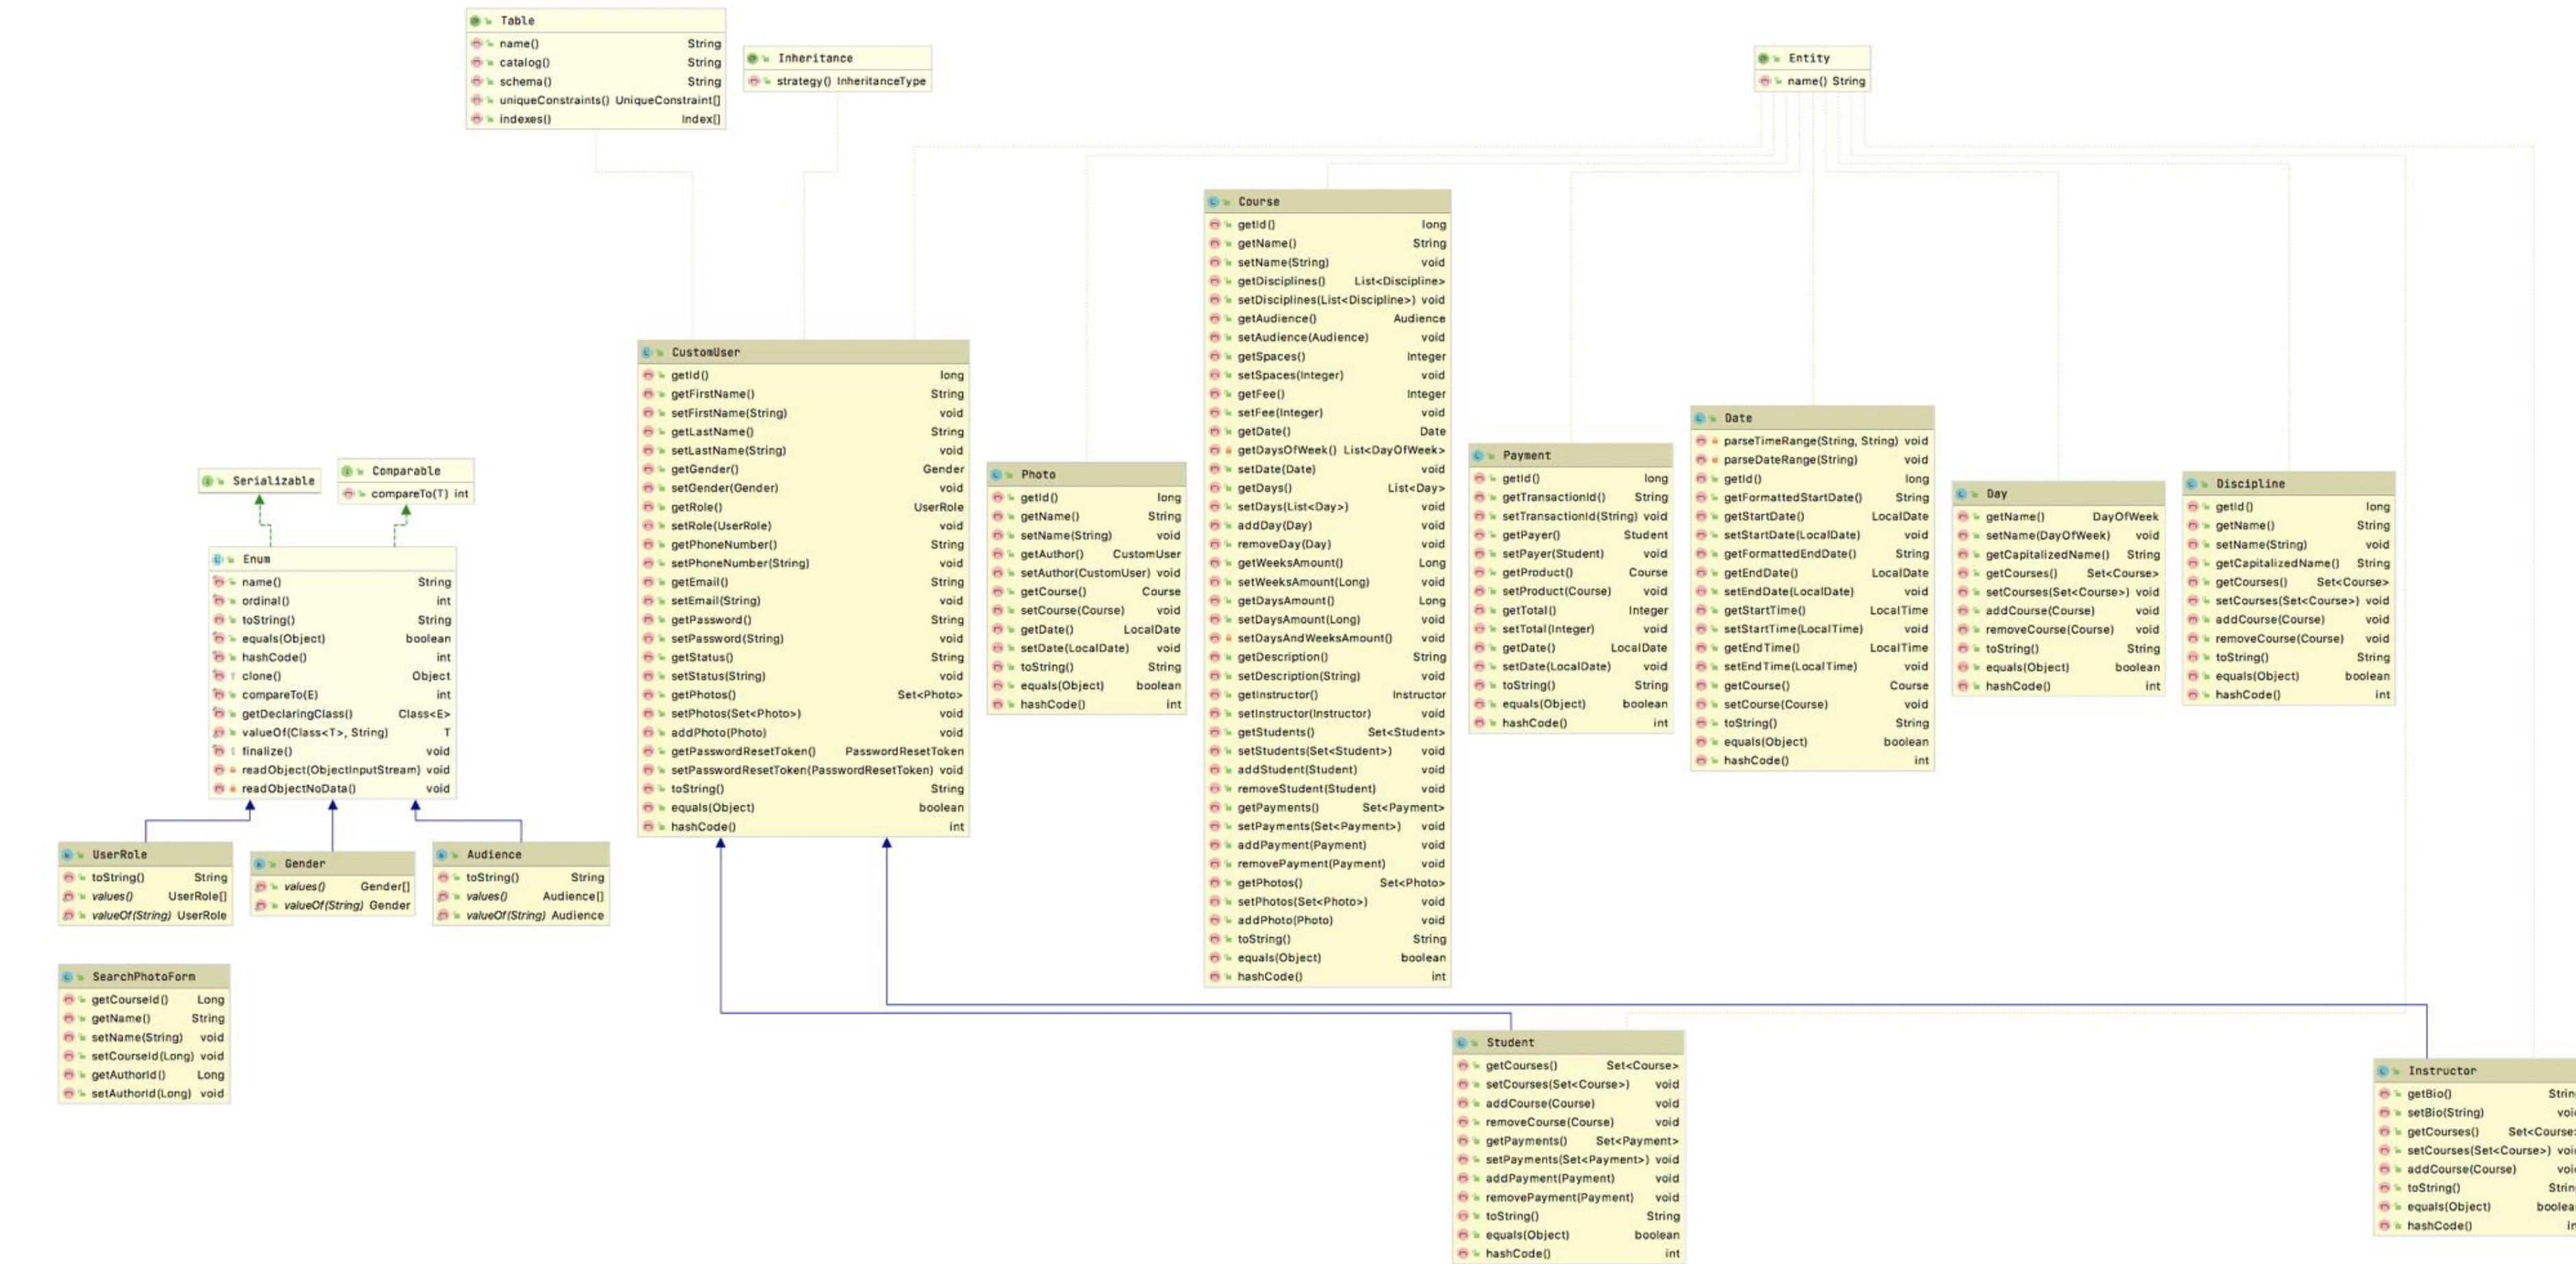 Table
name() String
catalog() String
schema() String
uniqueConstraints() UniqueConstraint[]
indexes() Index[]
Inheritance
strategy() InheritanceType
Entity
name() String
Course
getId() long
getName() String
setName(String) void
getDisciplines() List<Discipline>
setDisciplines(List<Discipline>) void
getAudience() Audience
setAudience(Audience) void
getSpaces() Integer
setSpaces(Integer) void
getFee() Integer
setFee(Integer) void
getDate() Date
getDaysOfWeek() List<DayOfWeek>
setDate(Date) void
getDays() List<Day>
setDays(List<Day>) void
addDay(Day) void
removeDay(Day) void
getWeeksAmount() Long
setWeeksAmount(Long) void
getDaysAmount() Long
setDaysAmount(Long) void
setDaysAndWeeksAmount() void
getDescription() String
setDescription(String) void
getInstructor() Instructor
setInstructor(Instructor) void
getStudents() Set<Student>
setStudents(Set<Student>) void
addStudent(Student) void
removeStudent(Student) void
getPayments() Set<Payment>
setPayments(Set<Payment>) void
addPayment(Payment) void
removePayment(Payment) void
getPhotos() Set<Photo>
setPhotos(Set<Photo>) void
addPhoto(Photo) void
toString() String
equals(Object) boolean
hashCode() int
CustomUser
getId() long
getFirstName() String
setFirstName(String) void
getLastName() String
setLastName(String) void
getGender() Gender
setGender(Gender) void
getRole() UserRole
setRole(UserRole) void
getPhoneNumber() String
setPhoneNumber(String) void
getEmail() String
setEmail(String) void
getPassword() String
setPassword(String) void
getStatus() String
setStatus(String) void
getPhotos() Set<Photo>
setPhotos(Set<Photo>) void
addPhoto(Photo) void
getPasswordResetToken() PasswordResetToken
setPasswordResetToken(PasswordResetToken) void
toString() String
equals(Object) boolean
hashCode() int
Date
parseTimeRange(String, String) void
parseDateRange(String) void
getId() long
getFormattedStartDate() String
getStartDate() LocalDate
setStartDate(LocalDate) void
getFormattedEndDate() String
getEndDate() LocalDate
setEndDate(LocalDate) void
getStartTime() LocalTime
setStartTime(LocalTime) void
getEndTime() LocalTime
setEndTime(LocalTime) void
getCourse() Course
setCourse(Course) void
toString() String
equals(Object) boolean
hashCode() int
Payment
getId() long
getTransactionId() String
setTransactionId(String) void
getPayer() Student
setPayer(Student) void
getProduct() Course
setProduct(Course) void
getTotal() Integer
setTotal(Integer) void
getDate() LocalDate
setDate(LocalDate) void
toString() String
equals(Object) boolean
hashCode() int
Photo
getId() long
getName() String
setName(String) void
getAuthor() CustomUser
setAuthor(CustomUser) void
getCourse() Course
setCourse(Course) void
getDate() LocalDate
setDate(LocalDate) void
toString() String
equals(Object) boolean
hashCode() int
Day
getName() DayOfWeek
setName(DayOfWeek) void
getCapitalizedName() String
getCourses() Set<Course>
setCourses(Set<Course>) void
addCourse(Course) void
removeCourse(Course) void
toString() String
equals(Object) boolean
hashCode() int
Discipline
getId() long
getName() String
setName(String) void
getCapitalizedName() String
getCourses() Set<Course>
setCourses(Set<Course>) void
addCourse(Course) void
removeCourse(Course) void
toString() String
equals(Object) boolean
hashCode() int
Serializable
Comparable
compareTo(T) int
Enum
name() String
ordinal() int
toString() String
equals(Object) boolean
hashCode() int
clone() Object
compareTo(E) int
getDeclaringClass() Class<E>
valueOf(Class<T>, String) T
finalize() void
readObject(ObjectInputStream) void
readObjectNoData() void
UserRole
toString() String
values() UserRole[]
valueOf(String) UserRole
Gender
values() Gender[]
valueOf(String) Gender
Audience
toString() String
values() Audience[]
valueOf(String) Audience
SearchPhotoForm
getCourseId() Long
getName() String
setName(String) void
setCourseId(Long) void
getAuthorId() Long
setAuthorId(Long) void
Student
getCourses() Set<Course>
setCourses(Set<Course>) void
addCourse(Course) void
removeCourse(Course) void
getPayments() Set<Payment>
setPayments(Set<Payment>) void
addPayment(Payment) void
removePayment(Payment) void
toString() String
equals(Object) boolean
hashCode() int
Instructor
getBio()
setBio(String)
getCourses() Set<Course>
setCourses(Set<Course>)
addCourse(Course)
toString()
equals(Object)
hashCode()